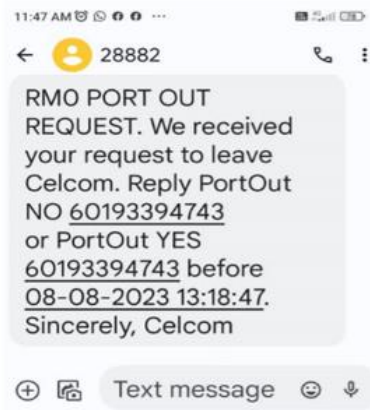 11:47 AM
28882
RM0 PORT OUT
REQUEST. We received
your request to leave
Celcom. Reply PortOut
NO 60193394743
or PortOut YES
60193394743 before
08-08-2023 13:18:47.
Sincerely, Celcom
Text message